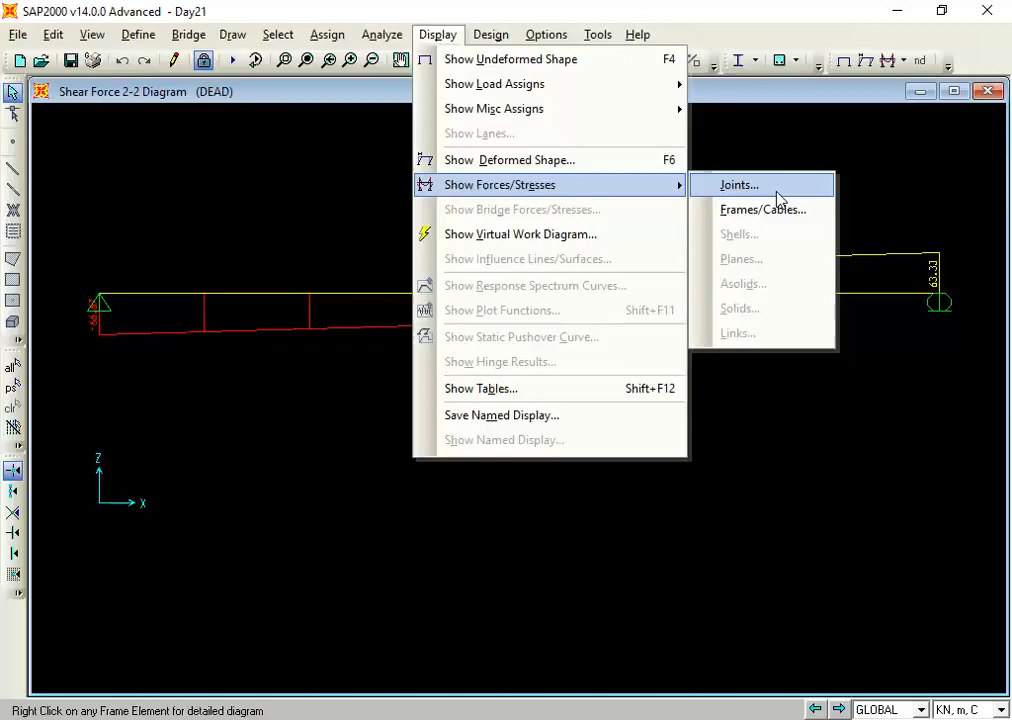 SAP2000 v14.0.0 Advanced - Day21
File Edit View Define Bridge Draw Select Assign Analyze Display Design Options Tools Help
nd
Shear Force 2-2 Diagram (DEAD)
Show Undeformed Shape F4
Show Load Assigns
Show Misc Assigns
Show Lanes...
Show Deformed Shape... F6
Show Forces/Stresses
Show Bridge Forces/Stresses...
Show Virtual Work Diagram...
Show Influence Lines/Surfaces...
Show Response Spectrum Curves...
Show Plot Functions... Shift+F11
Show Static Pushover Curve...
Show Hinge Results...
Show Tables... Shift+F12
Save Named Display...
Show Named Display...
Joints...
Frames/Cables...
Shells...
Planes...
Asolids...
Solids...
Links...
all
ps
clr
Z
X
Right Click on any Frame Element for detailed diagram
GLOBAL
KN, m, C